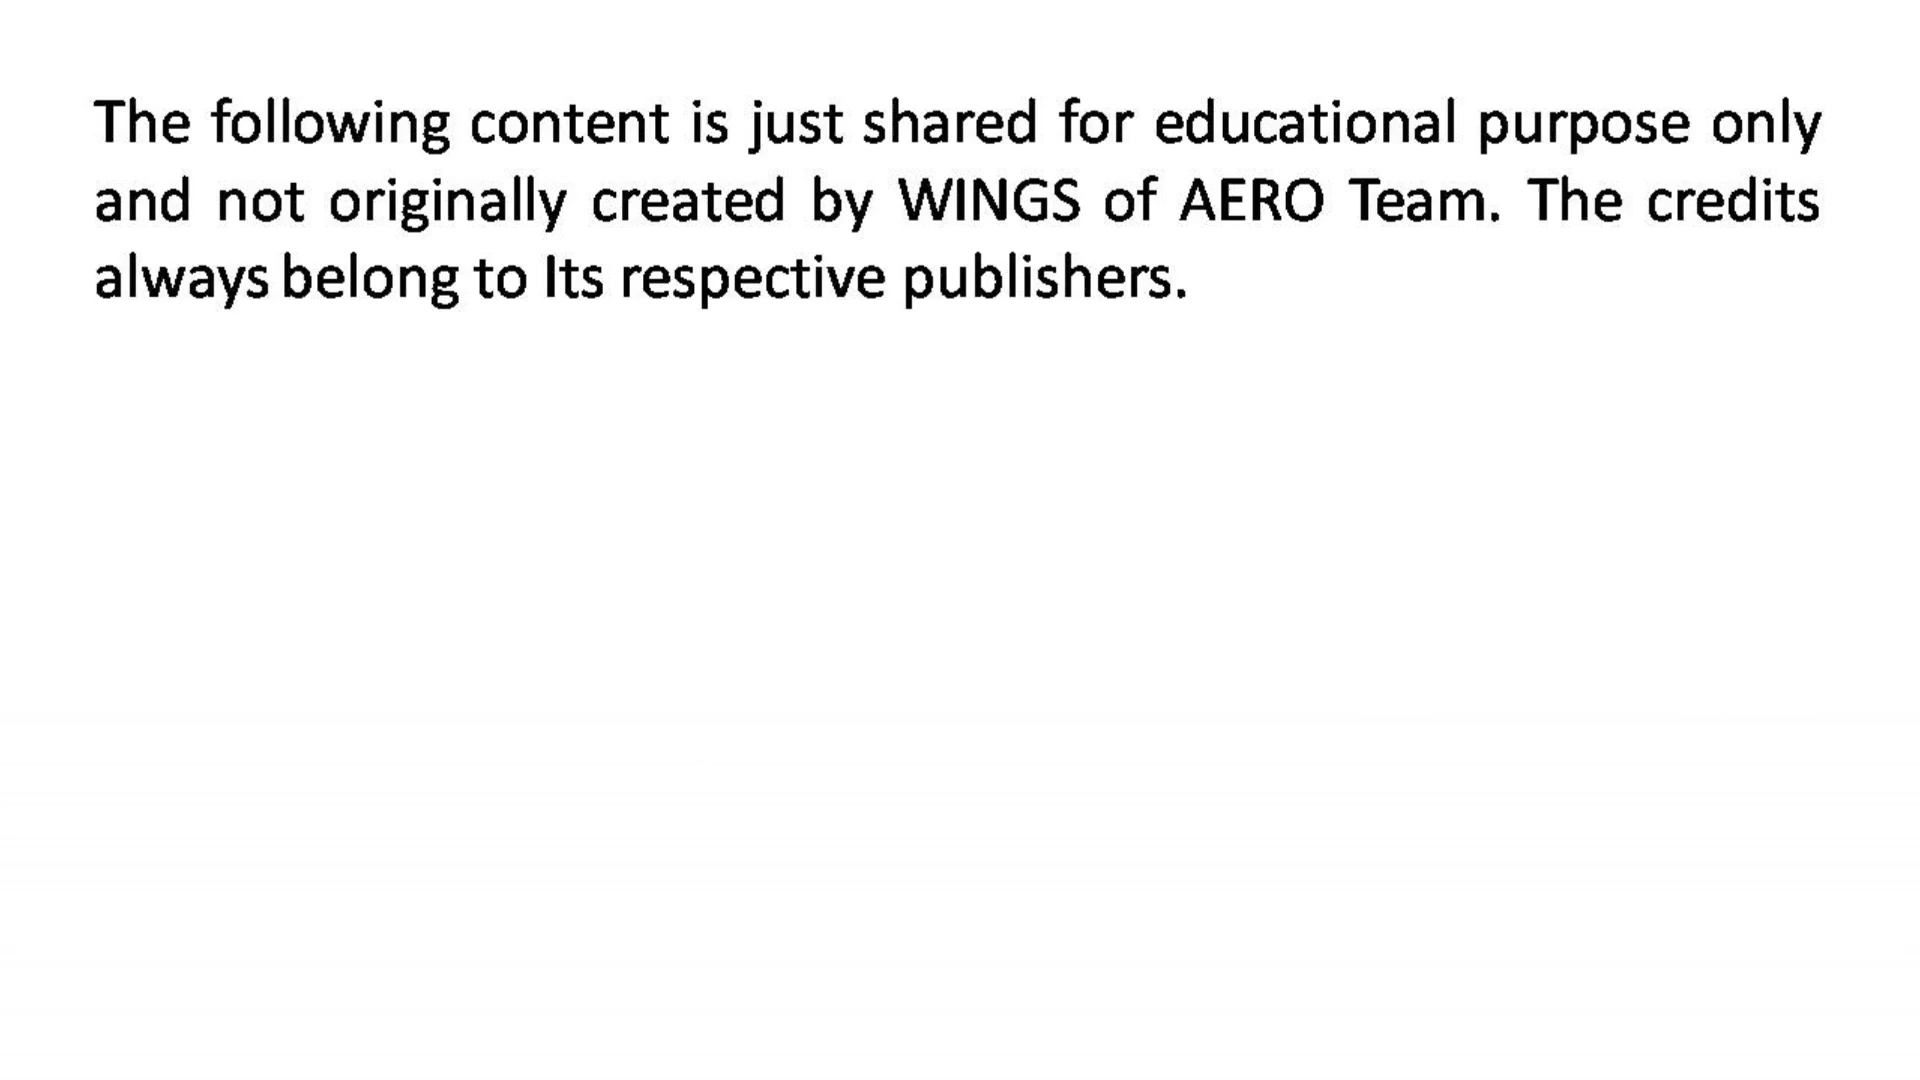 The following content is just shared for educational purpose only
and not originally created by WINGS of AERO Team. The credits
always belong to Its respective publishers.